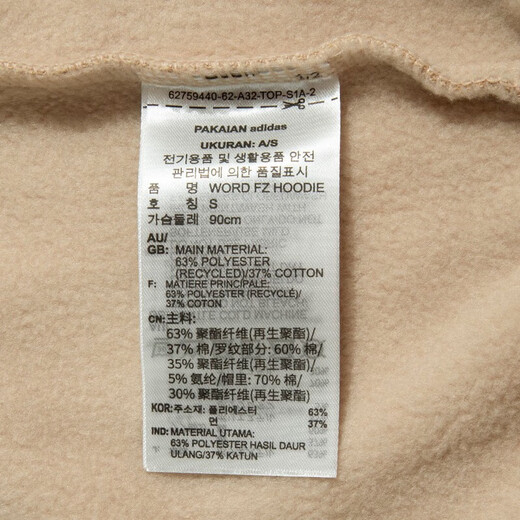 62759440-62-A32-TOP-S1A-2
PAKAIAN adidas
UKURAN: A/S
전기용품 및 생활용품 안전
관리법에 의한 품질표시
품 명 WORD FZ HOODIE
호 칭 S
가슴둘레 90cm
AU/
GB: MAIN MATERIAL:
63% POLYESTER
(RECYCLED)/37% COTTON
F: MATIERE PRINCIPALE:
63% POLYESTER (RECYCLÉ)/
37% COTON
CN: 主料:
63% 聚酯纤维(再生聚酯)/
37% 棉/罗纹部分: 60% 棉/
35% 聚酯纤维(再生聚酯)/
5% 氨纶/帽里: 70% 棉/
30% 聚酯纤维(再生聚酯)
KOR: 주소재: 폴리에스터 63%
면 37%
IND: MATERIAL UTAMA:
63% POLYESTER HASIL DAUR
ULANG/37% KATUN